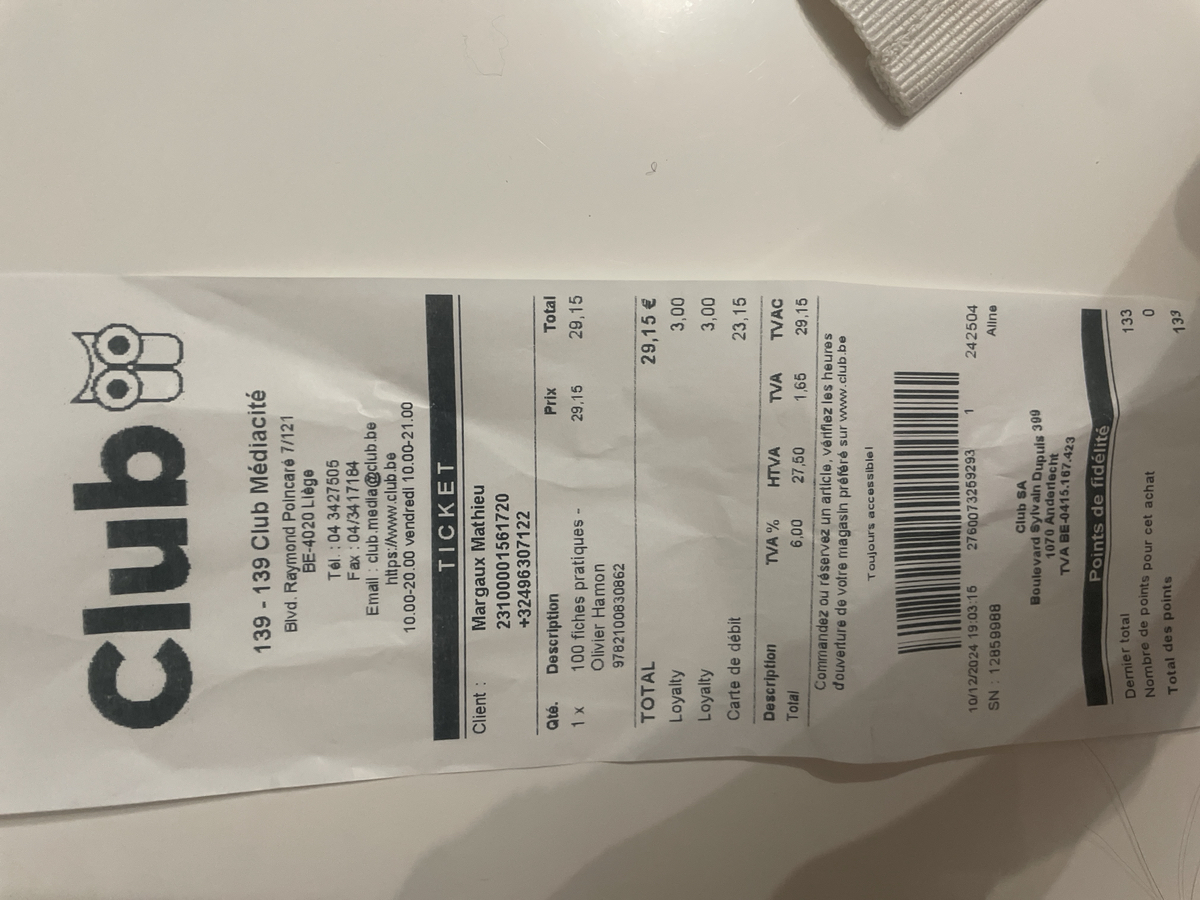 Club
139 - 139 Club Médiacité
Blvd. Raymond Poincaré 7/121
BE-4020 Liège
Tél. : 04 3427505
Fax : 04/3417184
Email : club.media@club.be
https://www.club.be
10.00-20.00 vendredi 10.00-21.00
TICKET
Client : Margaux Mathieu
2310001561720
+32496307122
Qté. Description Prix Total
1 x 100 fiches pratiques - 29,15 29,15
Olivier Hamon
9782100830862
TOTAL 29,15 €
Loyalty 3,00
Loyalty 3,00
Carte de débit 23,15
Description TVA % HTVA TVA TVAC
Total 6,00 27,50 1,65 29,15
Commandez ou réservez un article, vérifiez les heures
d'ouverture de votre magasin préféré sur www.club.be
Toujours accessible!
10/12/2024 19:03:15 2760073259293 1 242504
SN : 12859988 Aline
Club SA
Boulevard Sylvain Dupuis 399
1070 Anderlecht
TVA BE-0415.167.423
Points de fidélité
Dernier total 133
Nombre de points pour cet achat 0
Total des points 133